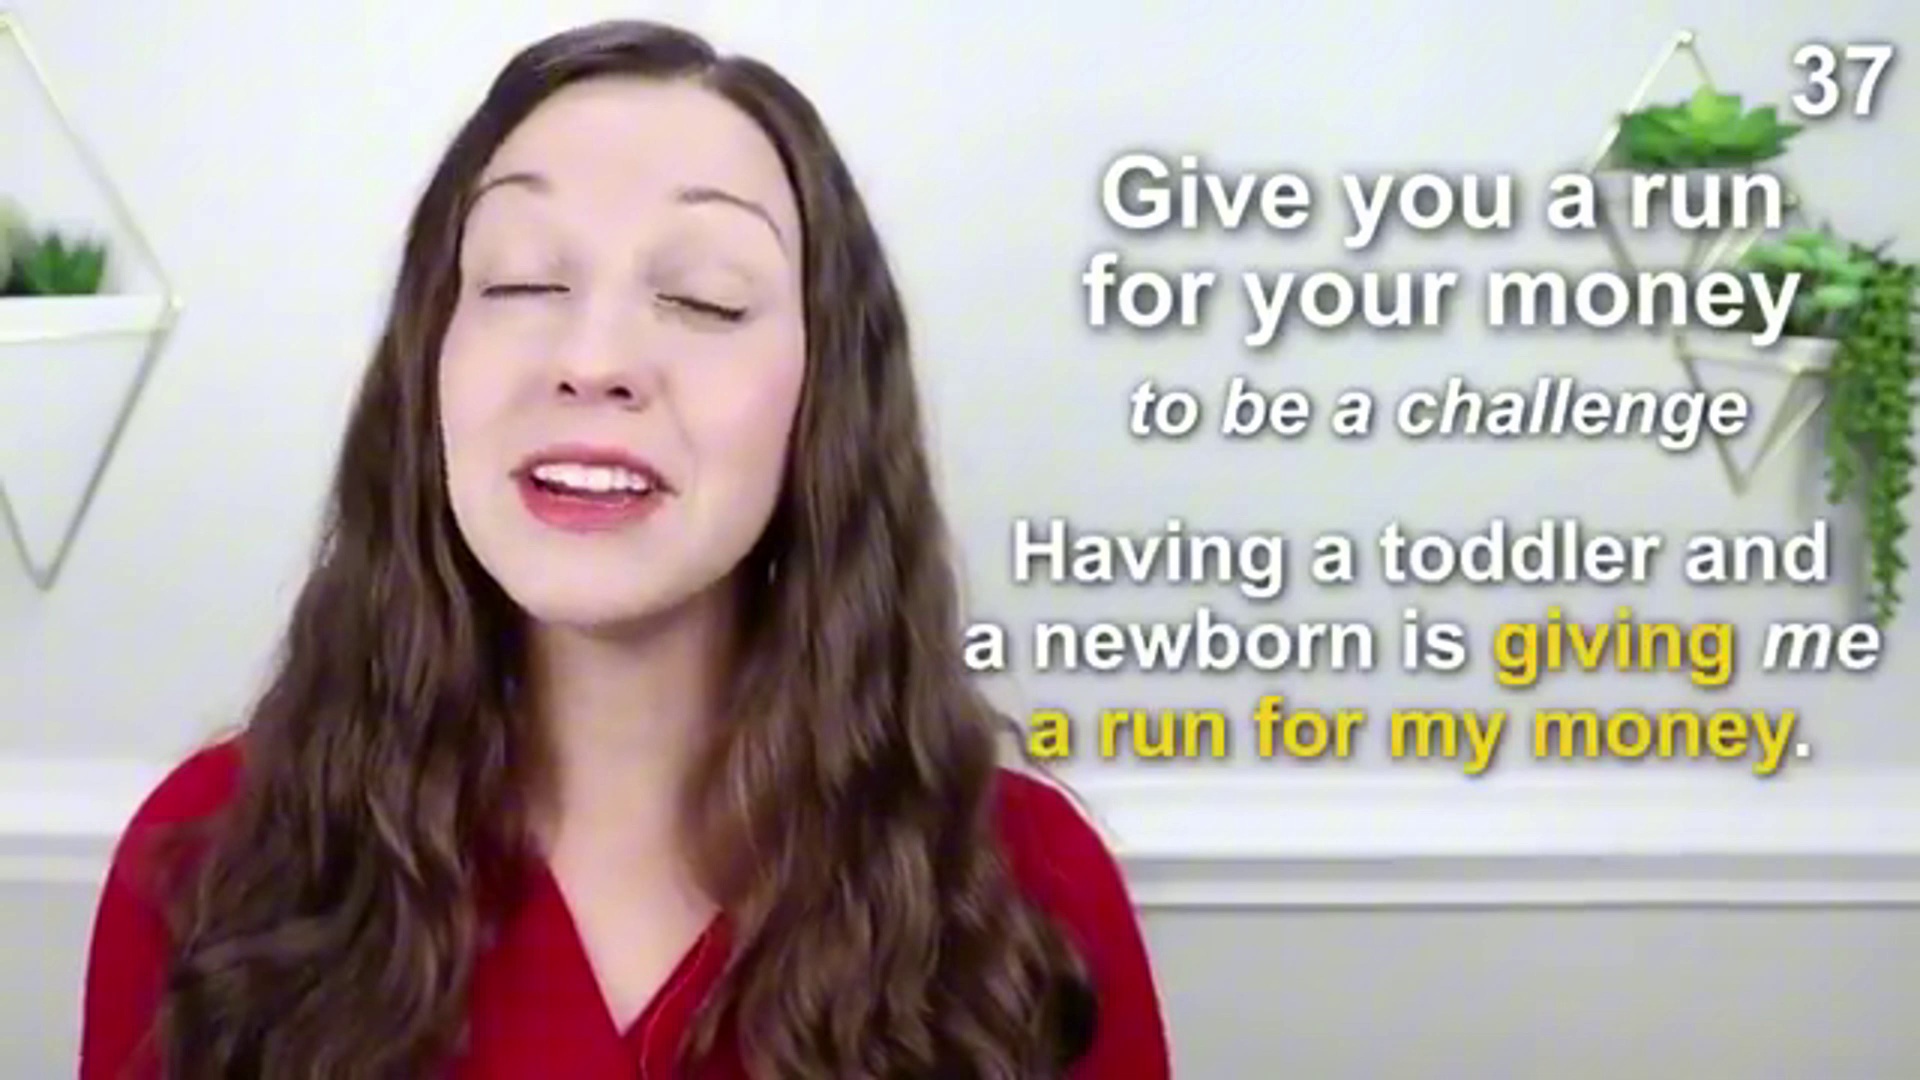 37
Give you a run
for your money
to be a challenge
Having a toddler and
a newborn is giving me
a run for my money.